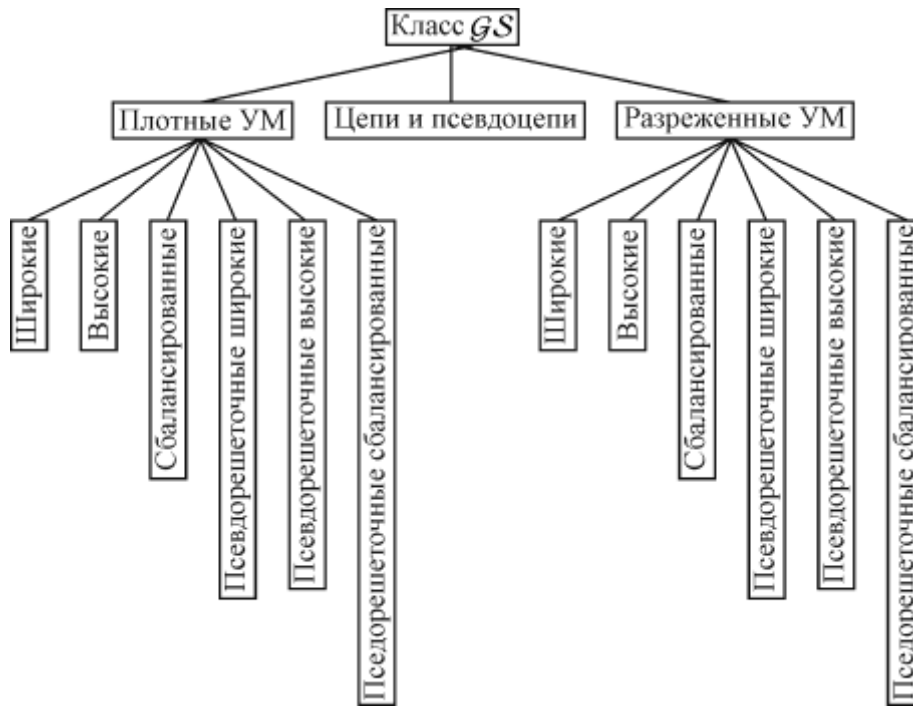 Класс 𝒢𝒮
Плотные УМ
Цепи и псевдоцепи
Разреженные УМ
Широкие
Высокие
Сбалансированные
Псевдорешеточные широкие
Псевдорешеточные высокие
Пседорешеточные сбалансированные
Широкие
Высокие
Сбалансированные
Псевдорешеточные широкие
Псевдорешеточные высокие
Пседорешеточные сбалансированные